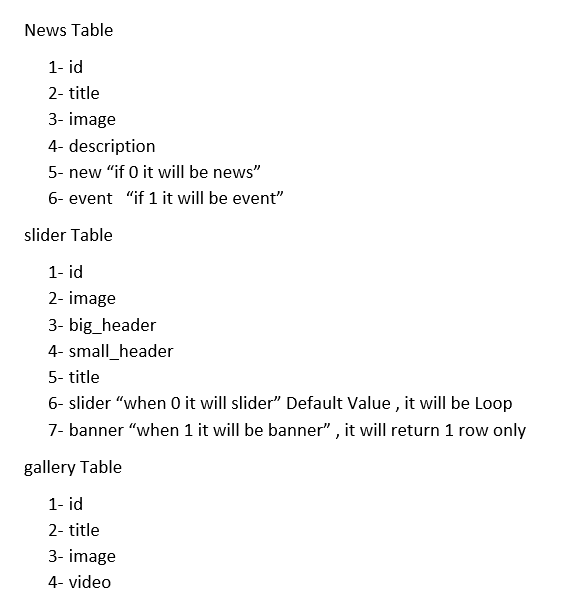 News Table
1- id
2- title
3- image
4- description
5- new “if 0 it will be news”
6- event “if 1 it will be event”
slider Table
1- id
2- image
3- big_header
4- small_header
5- title
6- slider “when 0 it will slider” Default Value , it will be Loop
7- banner “when 1 it will be banner” , it will return 1 row only
gallery Table
1- id
2- title
3- image
4- video